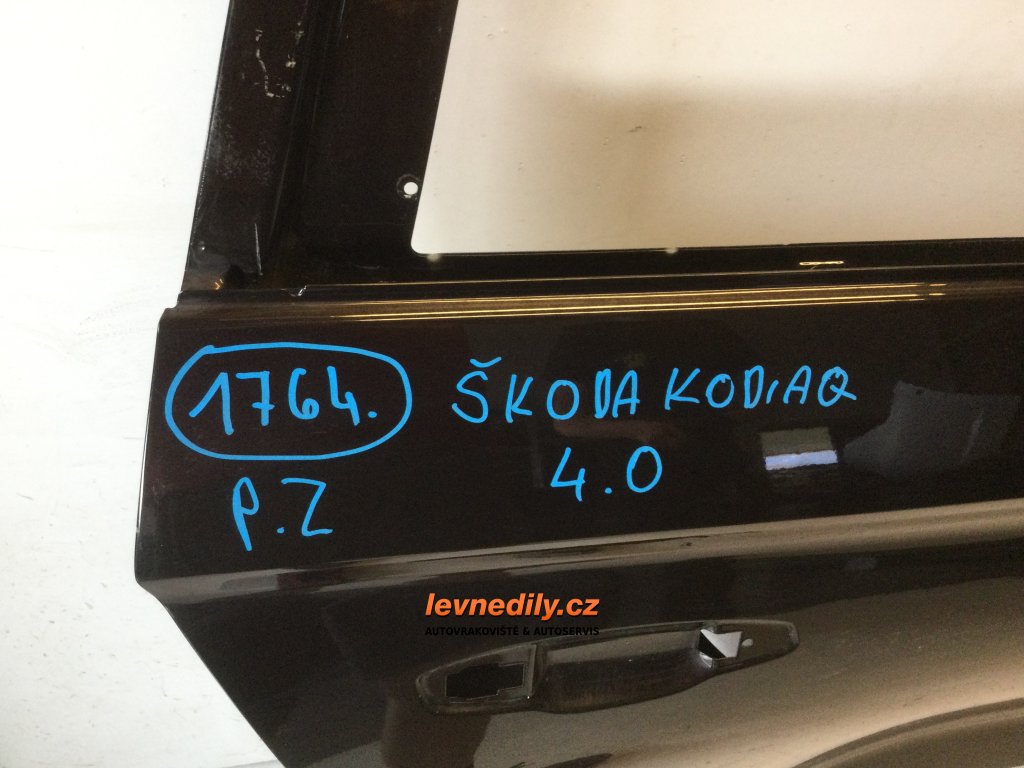 1764. ŠKODA KODIAQ
P.Z 4.0
levnedily.cz
AUTOVRAKOVIŠTĚ & AUTOSERVIS